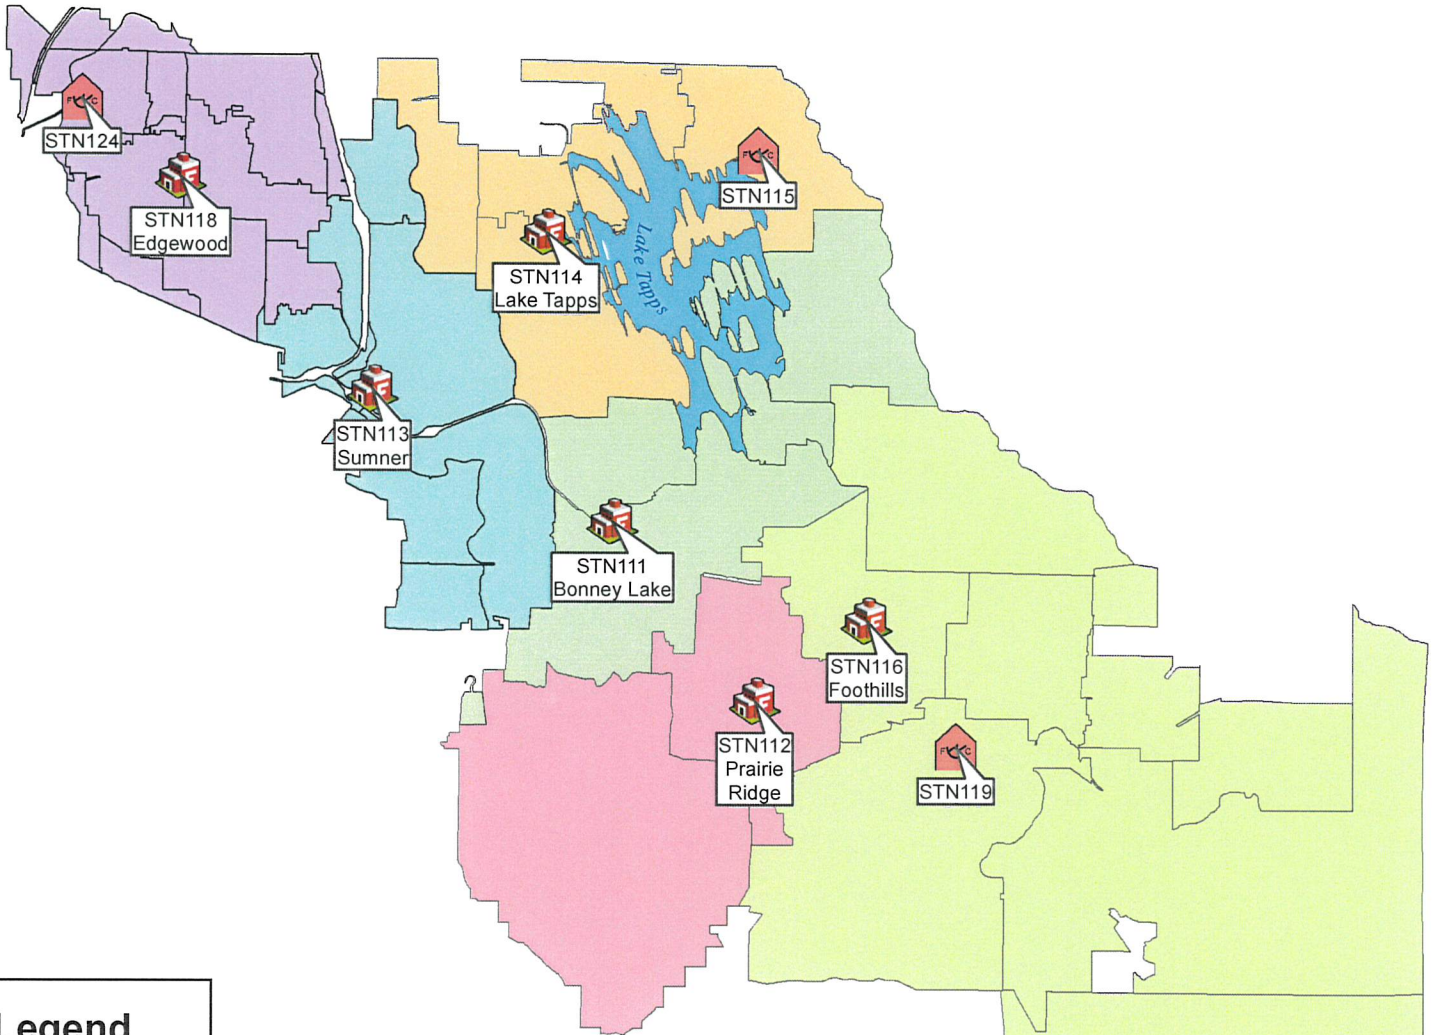 STN124
STN118
Edgewood
STN115
STN114
Lake Tapps
Lake Tapps
STN113
Sumner
STN111
Bonney Lake
STN116
Foothills
STN112
Prairie
Ridge
STN119
Legend